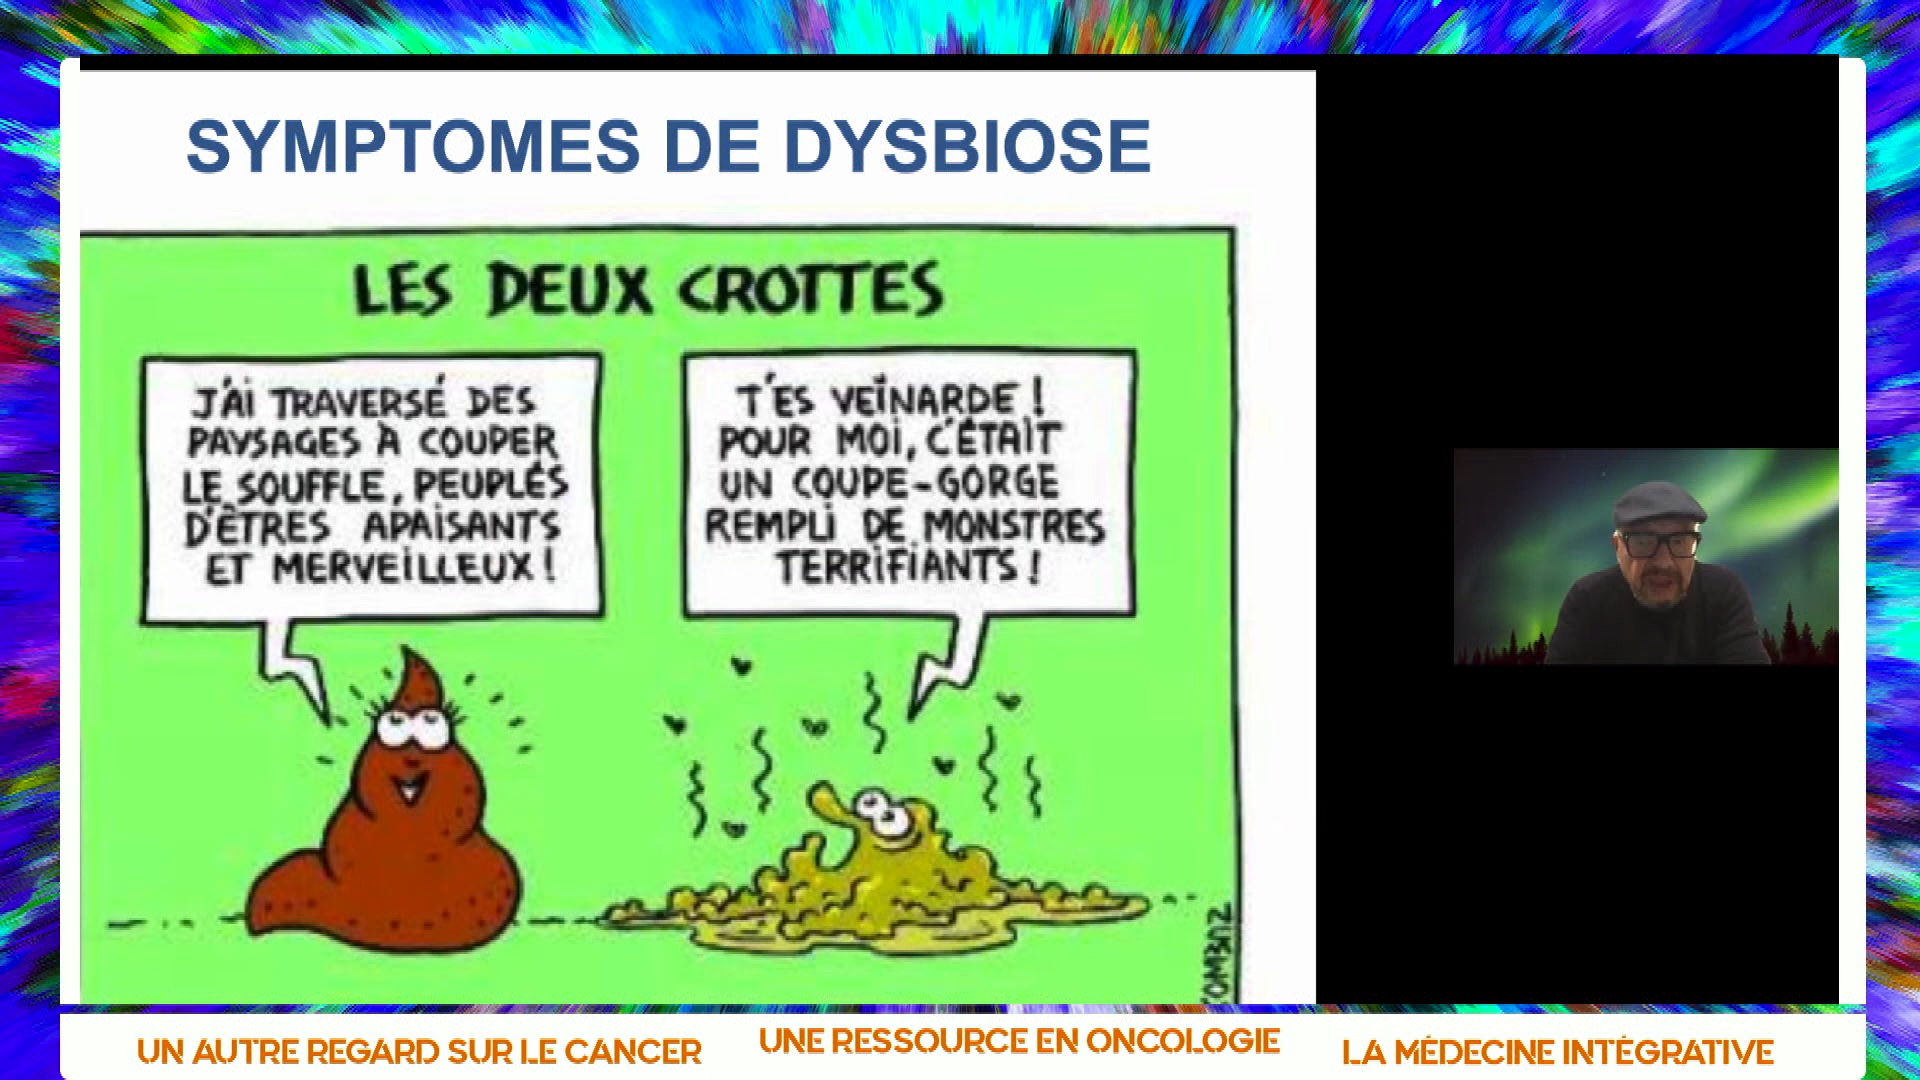 SYMPTOMES DE DYSBIOSE
LES DEUX CROTTES
J'AI TRAVERSÉ DES
PAYSAGES À COUPER
LE SOUFFLE, PEUPLÉS
D'ÊTRES APAISANTS
ET MERVEILLEUX !
T'ES VEINARDE !
POUR MOI, C'ÉTAIT
UN COUPE-GORGE
REMPLI DE MONSTRES
TERRIFIANTS !
UN AUTRE REGARD SUR LE CANCER
UNE RESSOURCE EN ONCOLOGIE
LA MÉDECINE INTÉGRATIVE